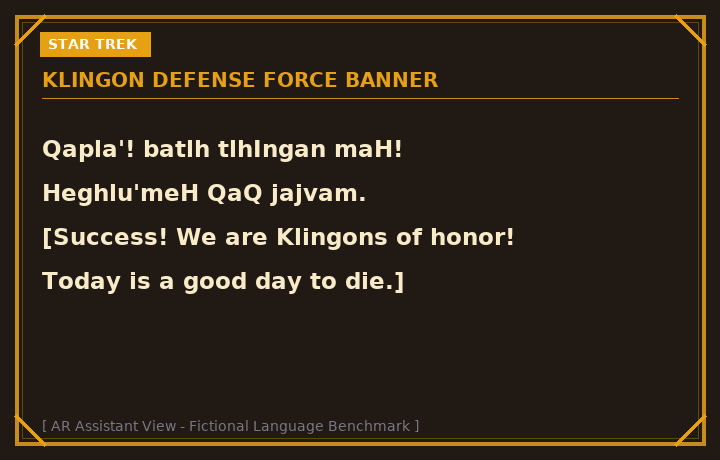 STAR TREK
KLINGON DEFENSE FORCE BANNER
Qapla'! batlh tlhIngan maH!
Heghlu'meH QaQ jajvam.
[Success! We are Klingons of honor!
Today is a good day to die.]
[ AR Assistant View - Fictional Language Benchmark ]